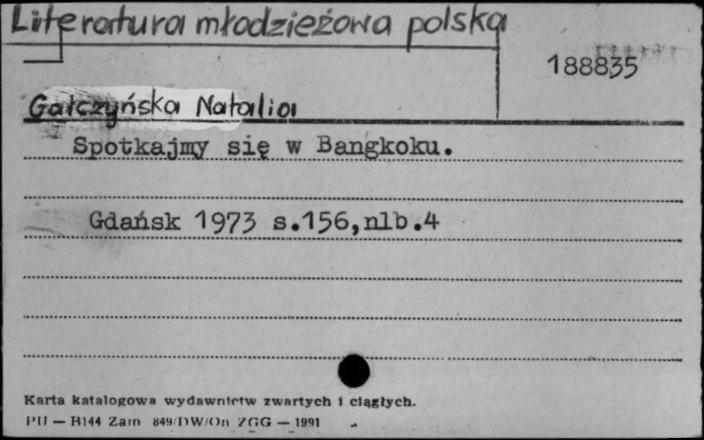 Literatura młodzieżowa polska
188835
Gałczyńska Natalia
Spotkajmy się w Bangkoku.
Gdańsk 1973 s.156,nlb.4
Karta katalogowa wydawnictw zwartych i ciągłych.
PU — B144 Zam 849/DW/On ZGG — 1991